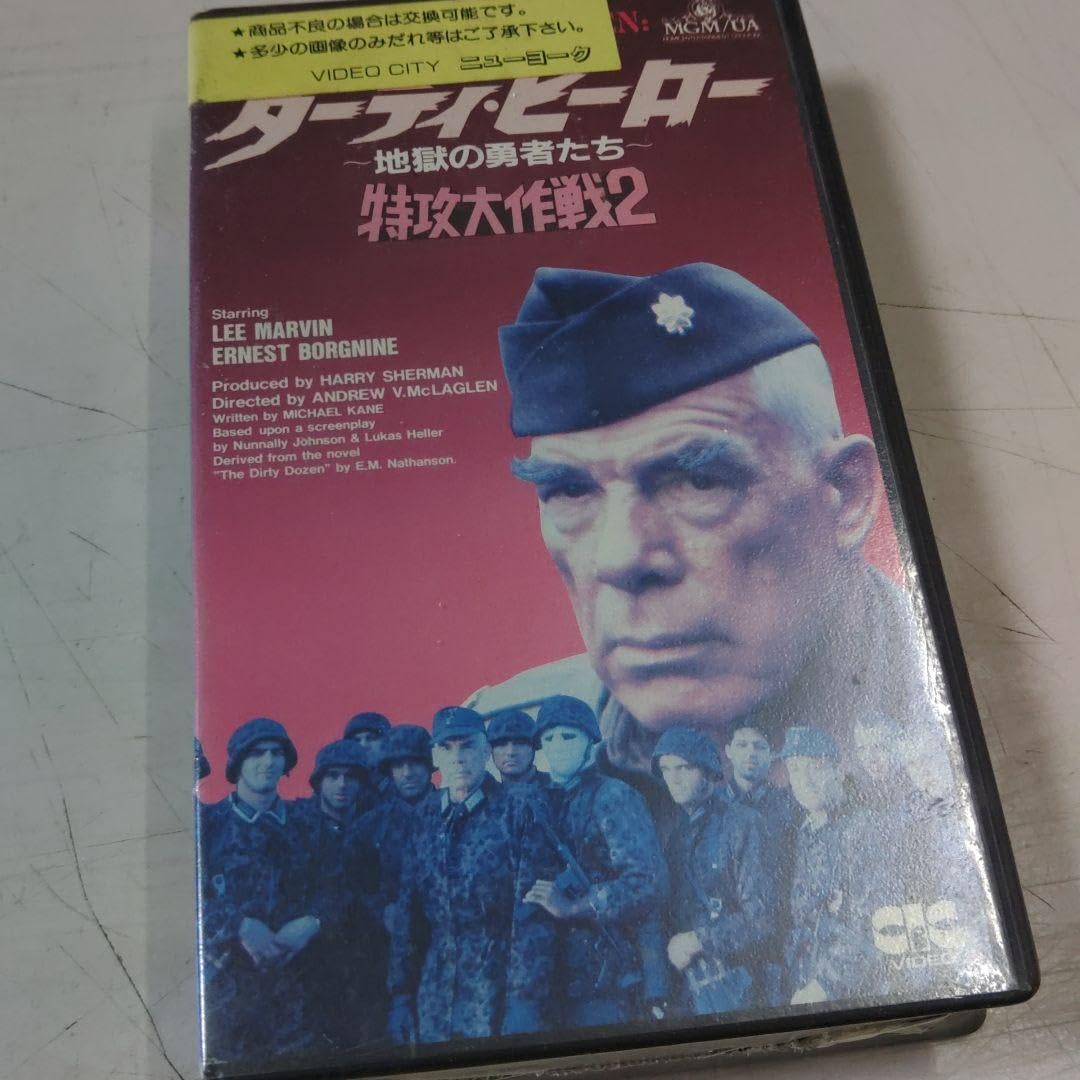 ★商品不良の場合は交換可能です。
★多少の画像のみだれ等はご了承下さい。
VIDEO CITY ニューヨーク
N:
MGM/UA
ダーティ・ヒーロー
~地獄の勇者たち~
特攻大作戦2
Starring
LEE MARVIN
ERNEST BORGNINE
Produced by HARRY SHERMAN
Directed by ANDREW V.McLAGLEN
Written by MICHAEL KANE
Based upon a screenplay
by Nunnally Johnson & Lukas Heller
Derived from the novel
"The Dirty Dozen" by E.M. Nathanson.
CIC
VIDEO